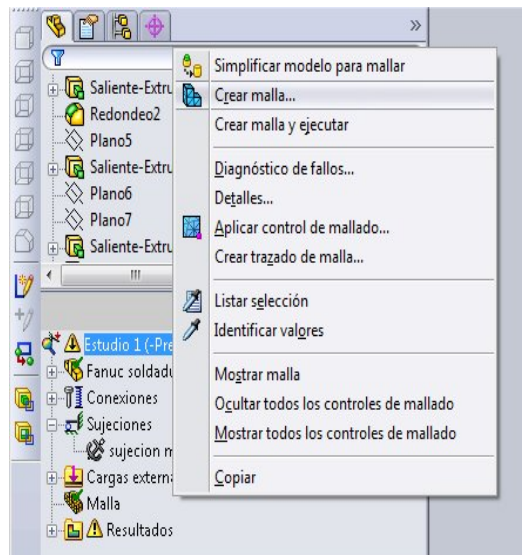 Saliente-Extru
Redondeo2
Plano5
Saliente-Extru
Plano6
Plano7
Saliente-Extru
Estudio 1 (-Pre
Fanuc soldadu
Conexiones
Sujeciones
sujecion m
Cargas externa
Malla
Resultados
Simplificar modelo para mallar
Crear malla...
Crear malla y ejecutar
Diagnóstico de fallos...
Detalles...
Aplicar control de mallado...
Crear trazado de malla...
Listar selección
Identificar valores
Mostrar malla
Ocultar todos los controles de mallado
Mostrar todos los controles de mallado
Copiar